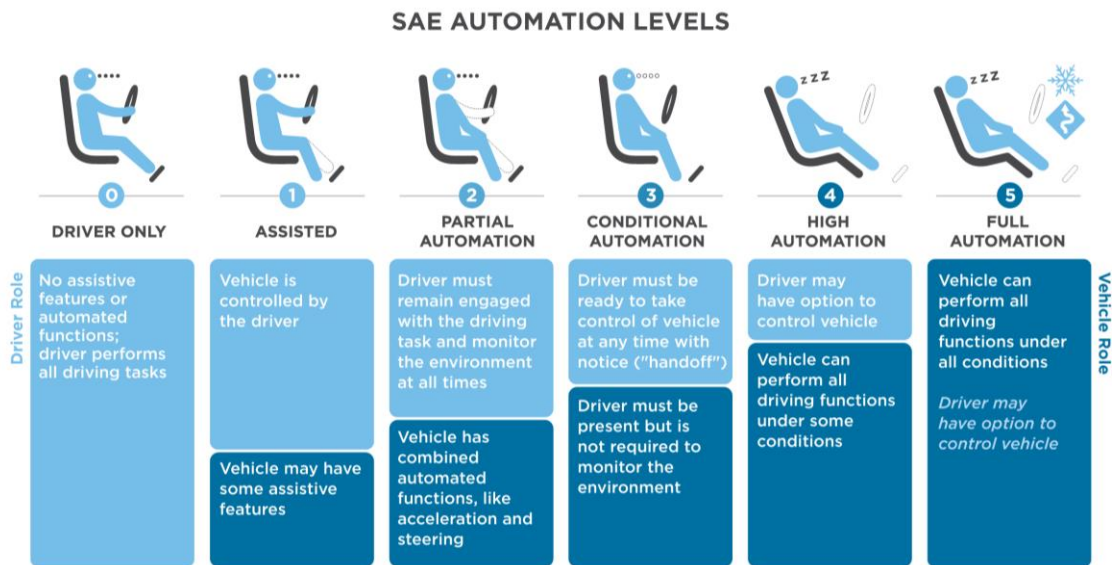 SAE AUTOMATION LEVELS
zzz
zzz
0
1
2
3
4
5
DRIVER ONLY
ASSISTED
PARTIAL
AUTOMATION
CONDITIONAL
AUTOMATION
HIGH
AUTOMATION
FULL
AUTOMATION
Driver Role
No assistive
features or
automated
functions;
driver performs
all driving tasks
Vehicle is
controlled by
the driver
Vehicle may have
some assistive
features
Driver must
remain engaged
with the driving
task and monitor
the environment
at all times
Vehicle has
combined
automated
functions, like
acceleration and
steering
Driver must be
ready to take
control of vehicle
at any time with
notice ("handoff")
Driver must be
present but is
not required to
monitor the
environment
Driver may
have option to
control vehicle
Vehicle can
perform all
driving functions
under some
conditions
Vehicle can
perform all
driving
functions under
all conditions
Driver may
have option to
control vehicle
Vehicle Role